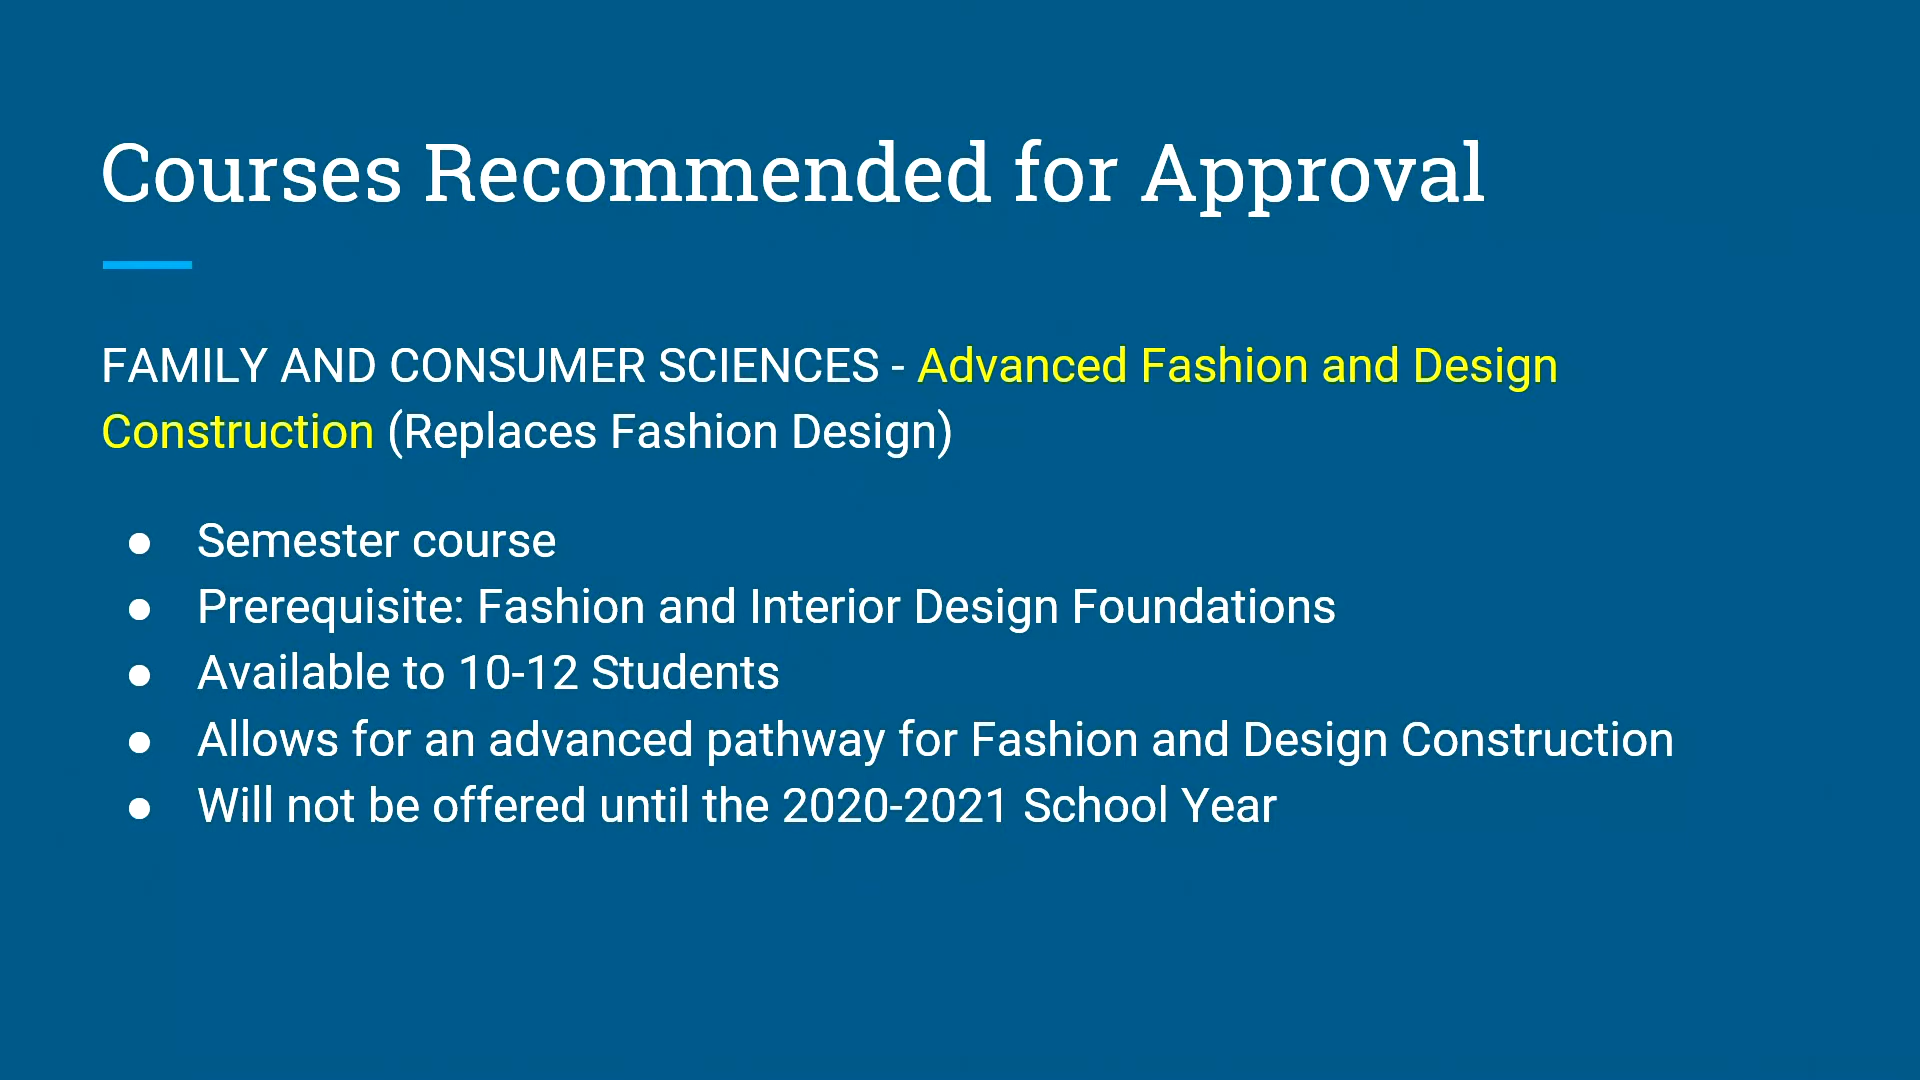 Courses Recommended for Approval
FAMILY AND CONSUMER SCIENCES - Advanced Fashion and Design
Construction (Replaces Fashion Design)
● Semester course
● Prerequisite: Fashion and Interior Design Foundations
● Available to 10-12 Students
● Allows for an advanced pathway for Fashion and Design Construction
● Will not be offered until the 2020-2021 School Year